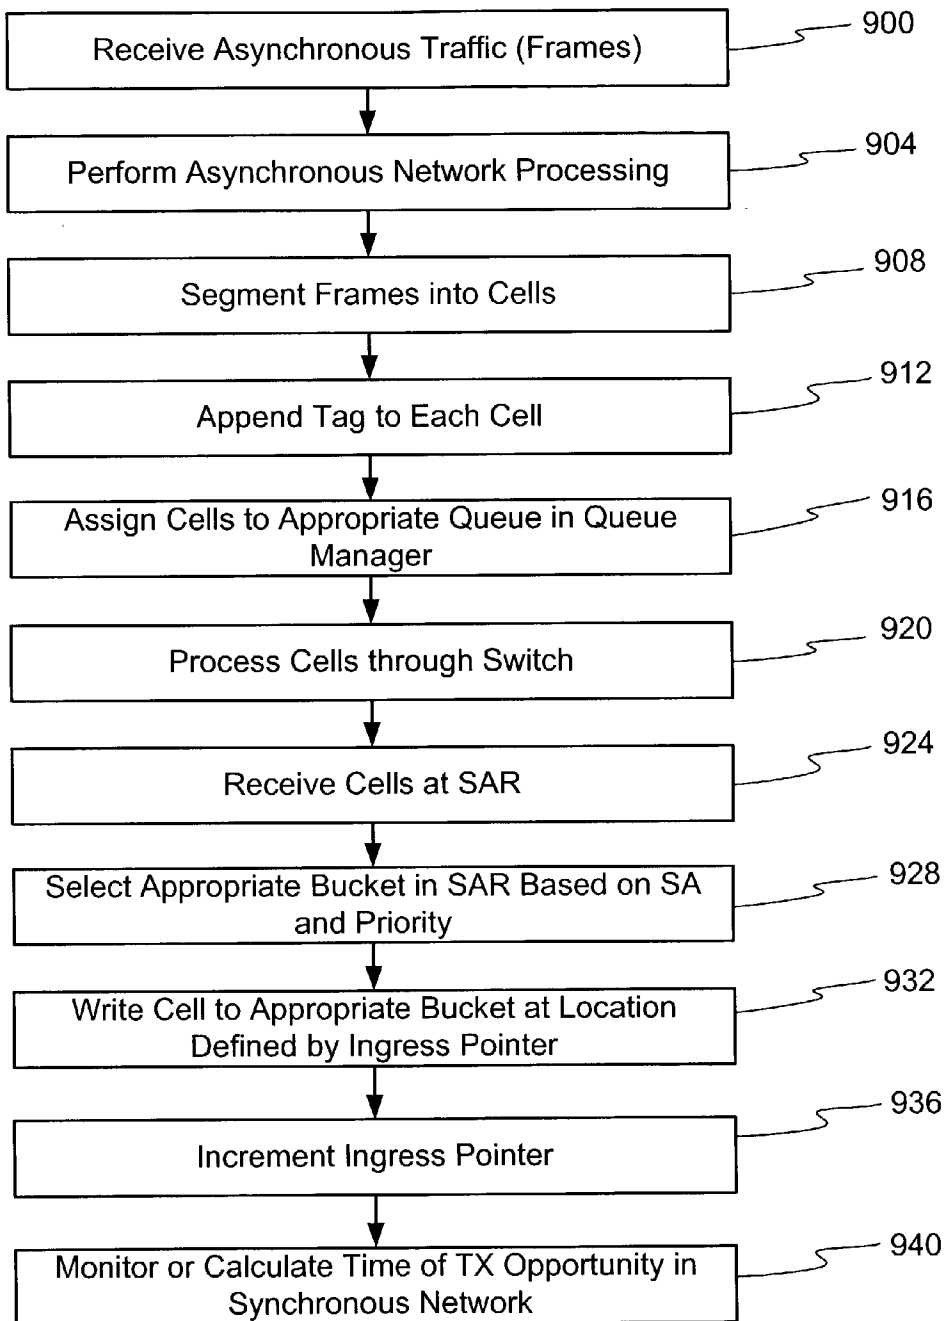 Receive Asynchronous Traffic (Frames)
900
Perform Asynchronous Network Processing
904
Segment Frames into Cells
908
Append Tag to Each Cell
912
Assign Cells to Appropriate Queue in Queue
Manager
916
Process Cells through Switch
920
Receive Cells at SAR
924
Select Appropriate Bucket in SAR Based on SA
and Priority
928
Write Cell to Appropriate Bucket at Location
Defined by Ingress Pointer
932
Increment Ingress Pointer
936
Monitor or Calculate Time of TX Opportunity in
Synchronous Network
940